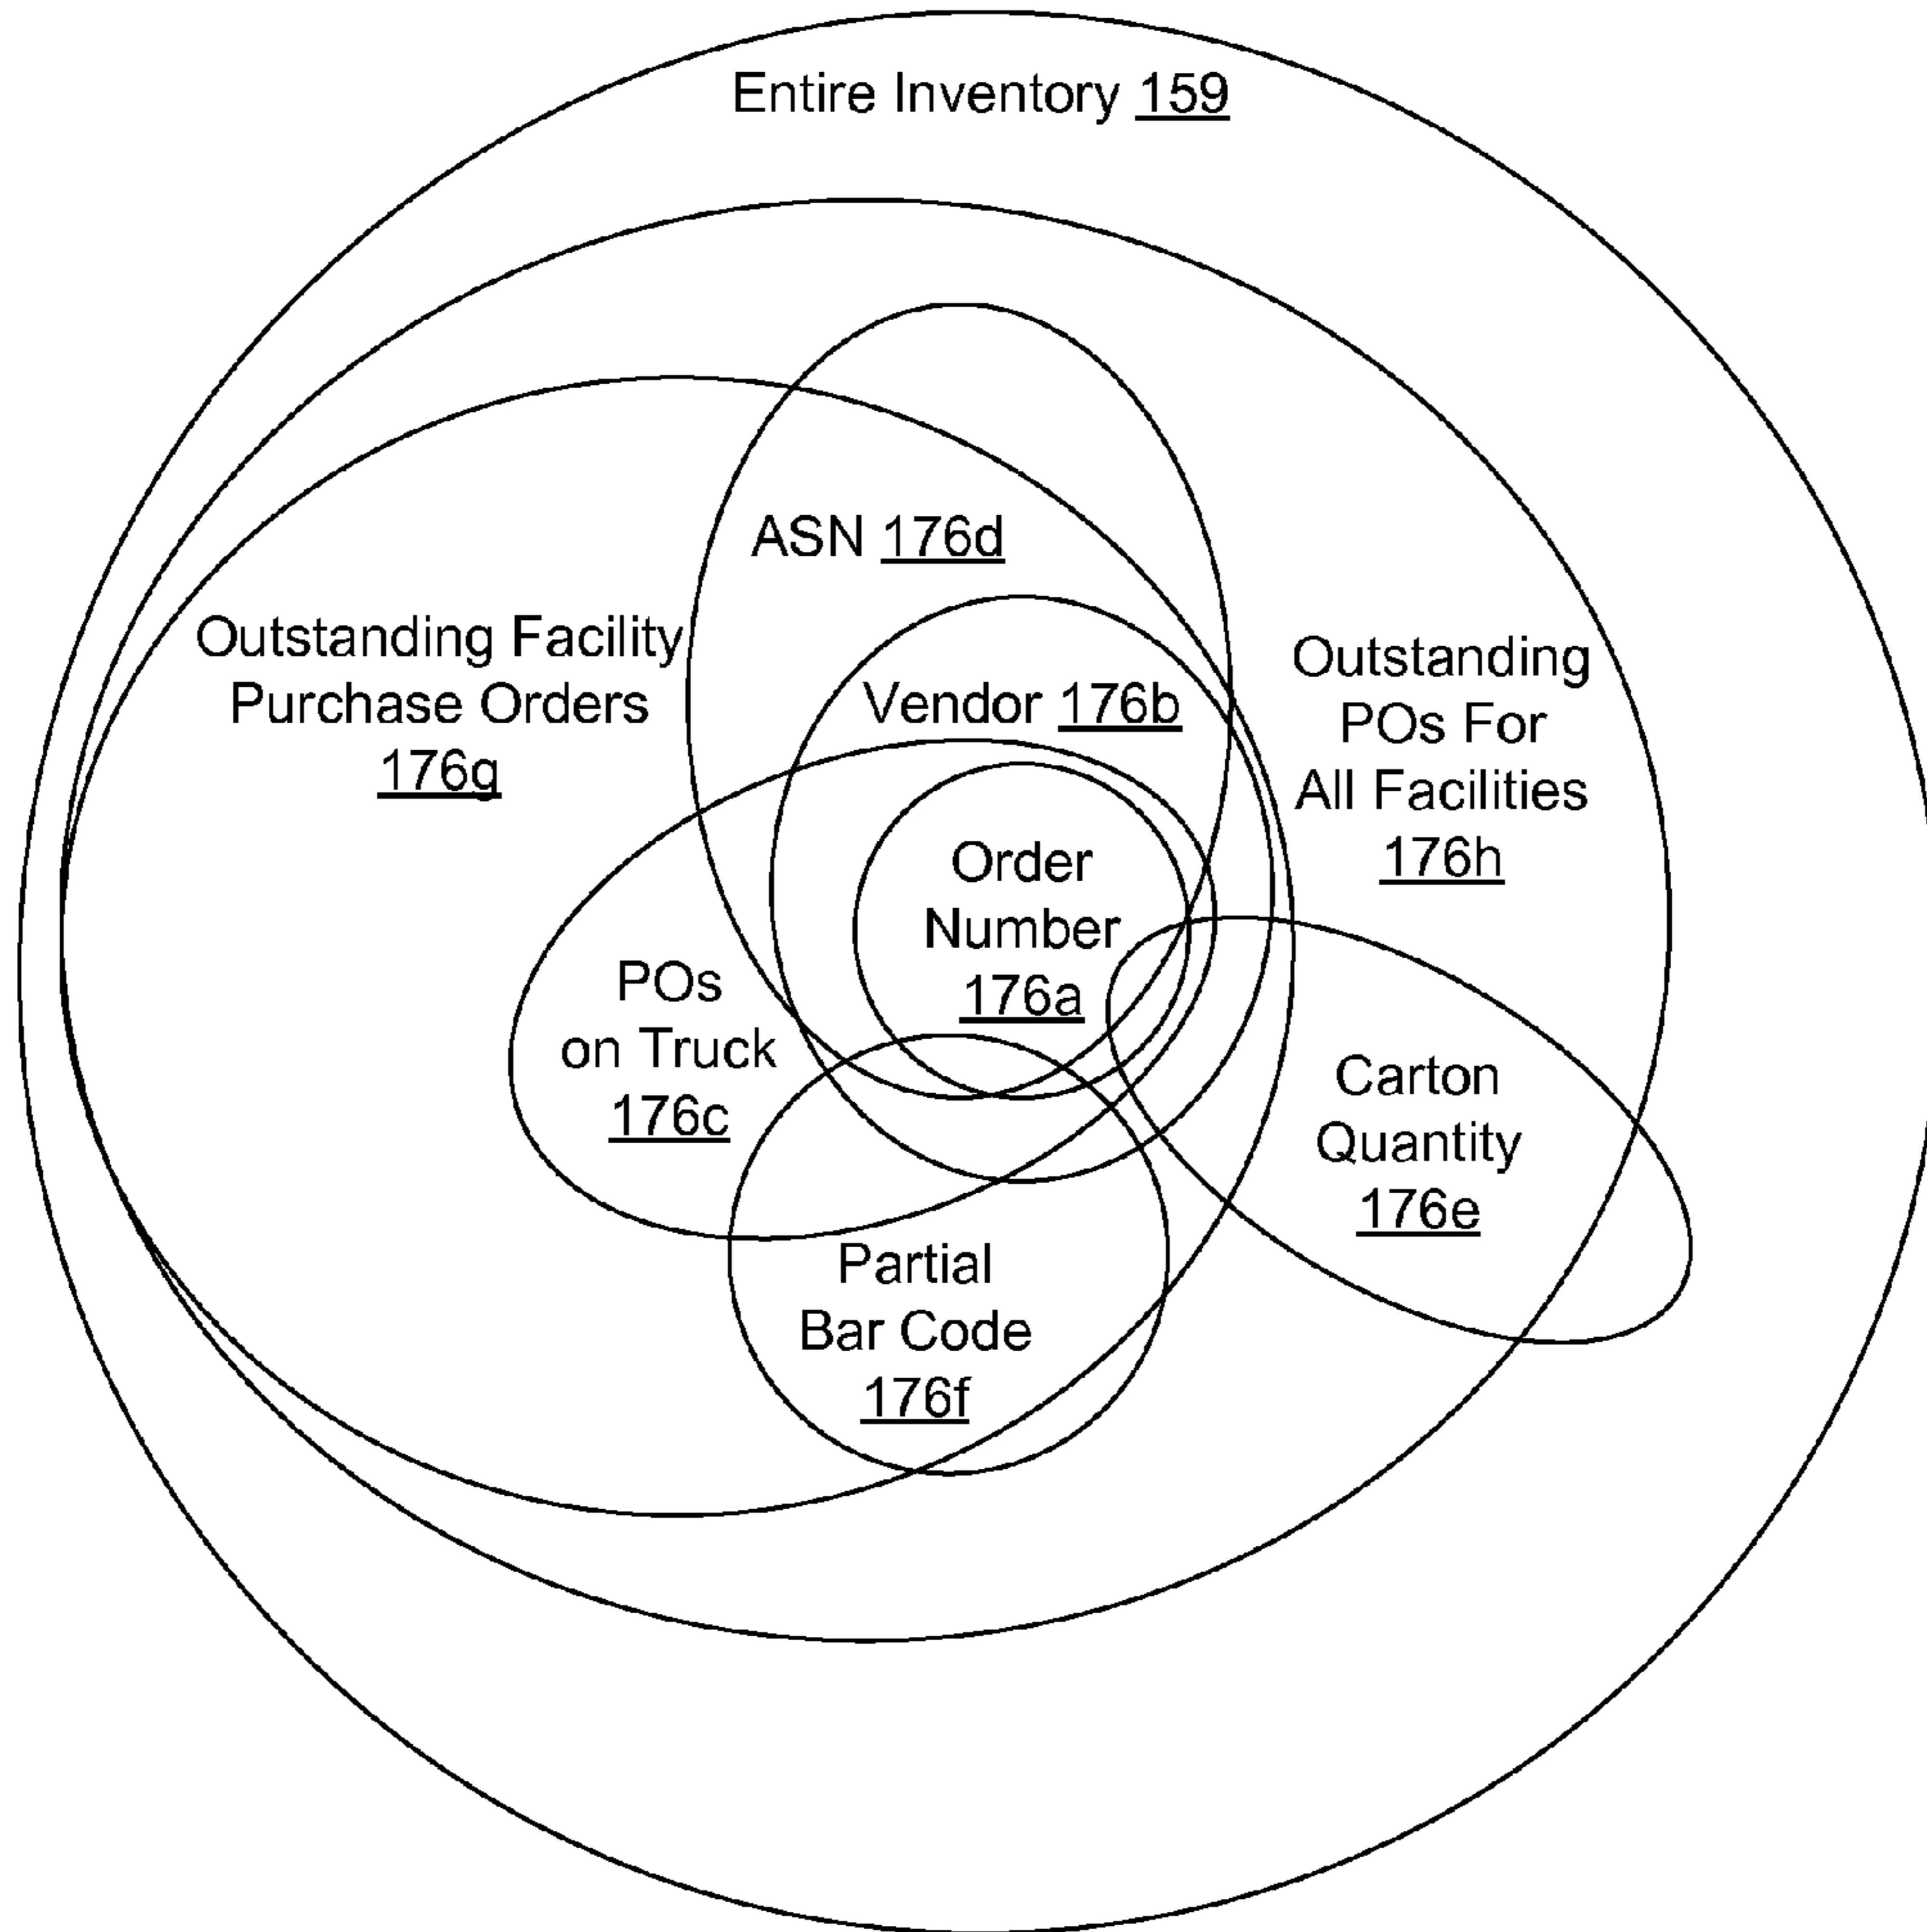 Entire Inventory 159
ASN 176d
Outstanding Facility
Purchase Orders
176g
Vendor 176b
Outstanding
POs For
All Facilities
176h
Order
Number
176a
POs
on Truck
176c
Carton
Quantity
176e
Partial
Bar Code
176f